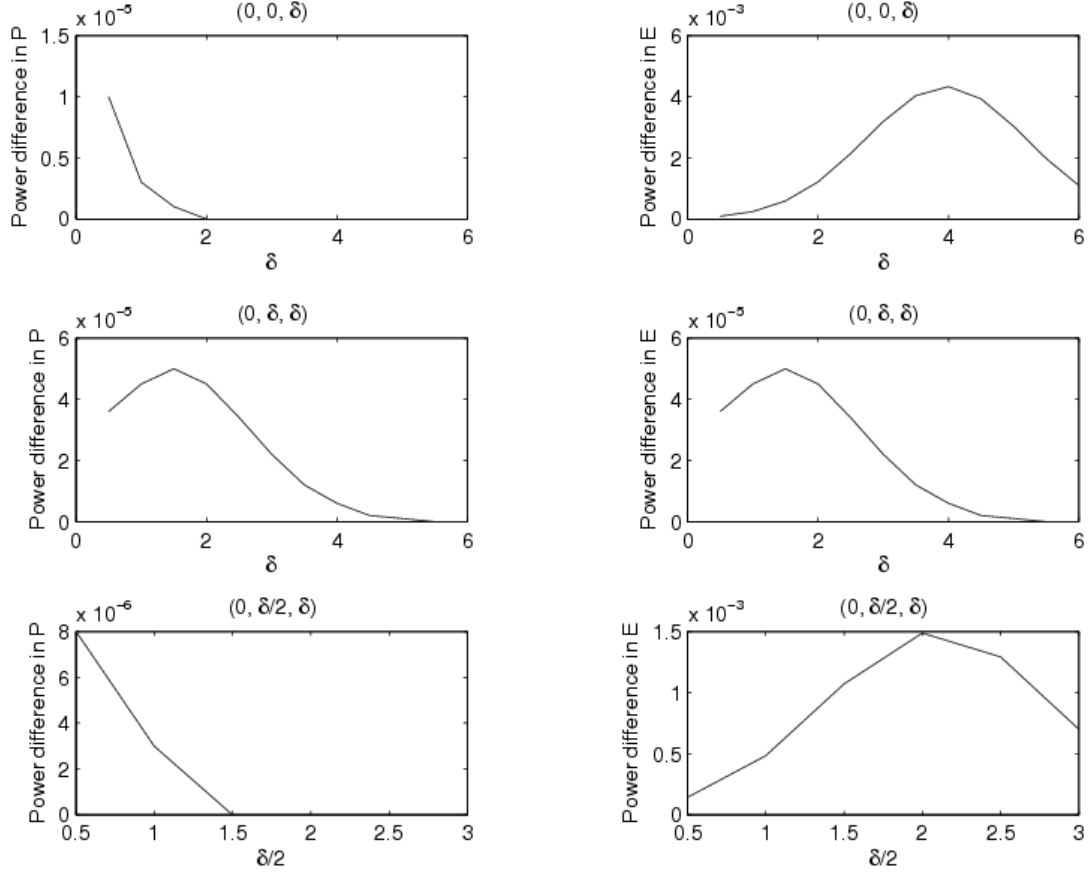 x 10⁻⁵
(0, 0, δ)
Power difference in P
1.5
1
0.5
0
0 2 4 6
δ
x 10⁻³
(0, 0, δ)
Power difference in E
6
4
2
0
0 2 4 6
δ
x 10⁻⁵
(0, δ, δ)
Power difference in P
6
4
2
0
0 2 4 6
δ
x 10⁻⁵
(0, δ, δ)
Power difference in E
6
4
2
0
0 2 4 6
δ
x 10⁻⁶
(0, δ/2, δ)
Power difference in P
8
6
4
2
0
0.5 1 1.5 2 2.5 3
δ/2
x 10⁻³
(0, δ/2, δ)
Power difference in E
1.5
1
0.5
0
0.5 1 1.5 2 2.5 3
δ/2